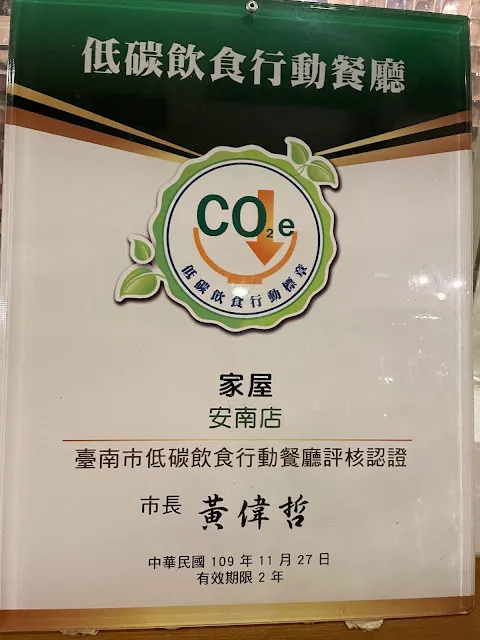 低碳飲食行動餐廳
CO₂e
低碳飲食行動標章
家屋
安南店
臺南市低碳飲食行動餐廳評核認證
市長 黃偉哲
中華民國 109 年 11 月 27 日
有效期限 2 年